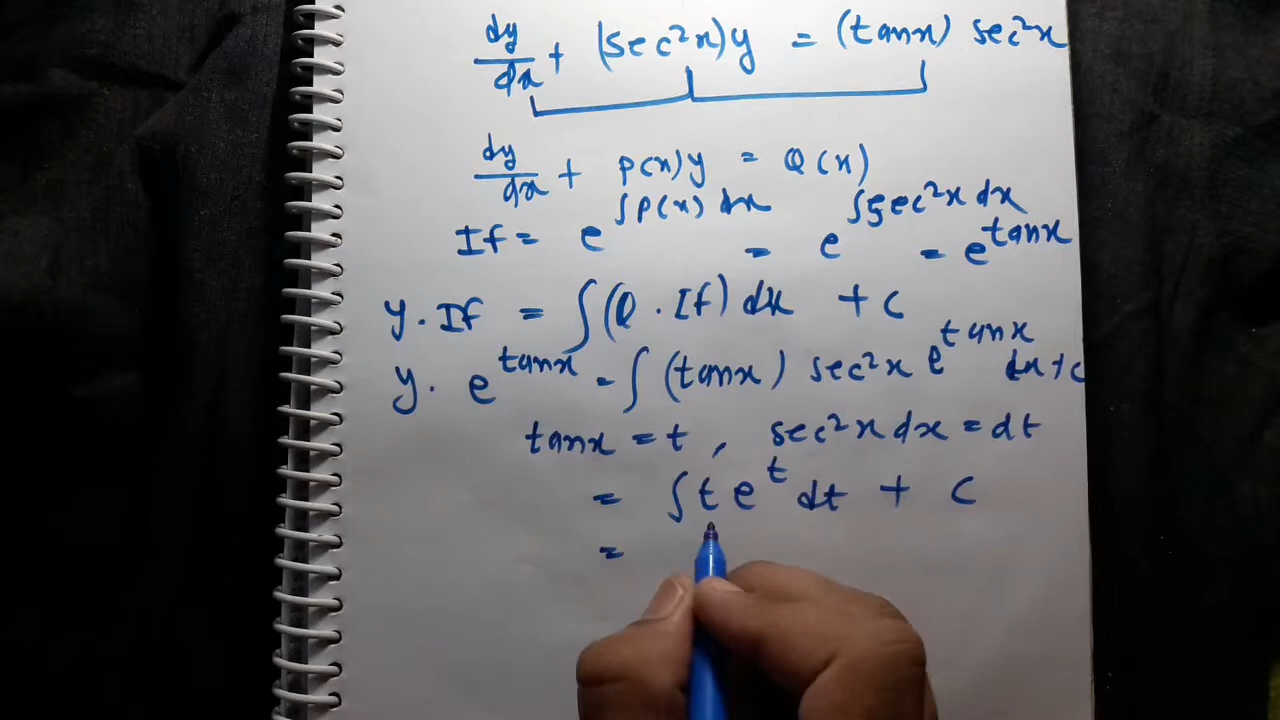 dy/dx + (sec²x)y = (tanx) sec²x
dy/dx + P(x)y = Q(x)
If = e^∫P(x) dx = e^∫sec²x dx = e^tanx
y. If = ∫(Q . If) dx + c
y. e^tanx = ∫ (tanx) sec²x e^tanx dx + c
tanx = t , sec²x dx = dt
= ∫ t e^t dt + c
=